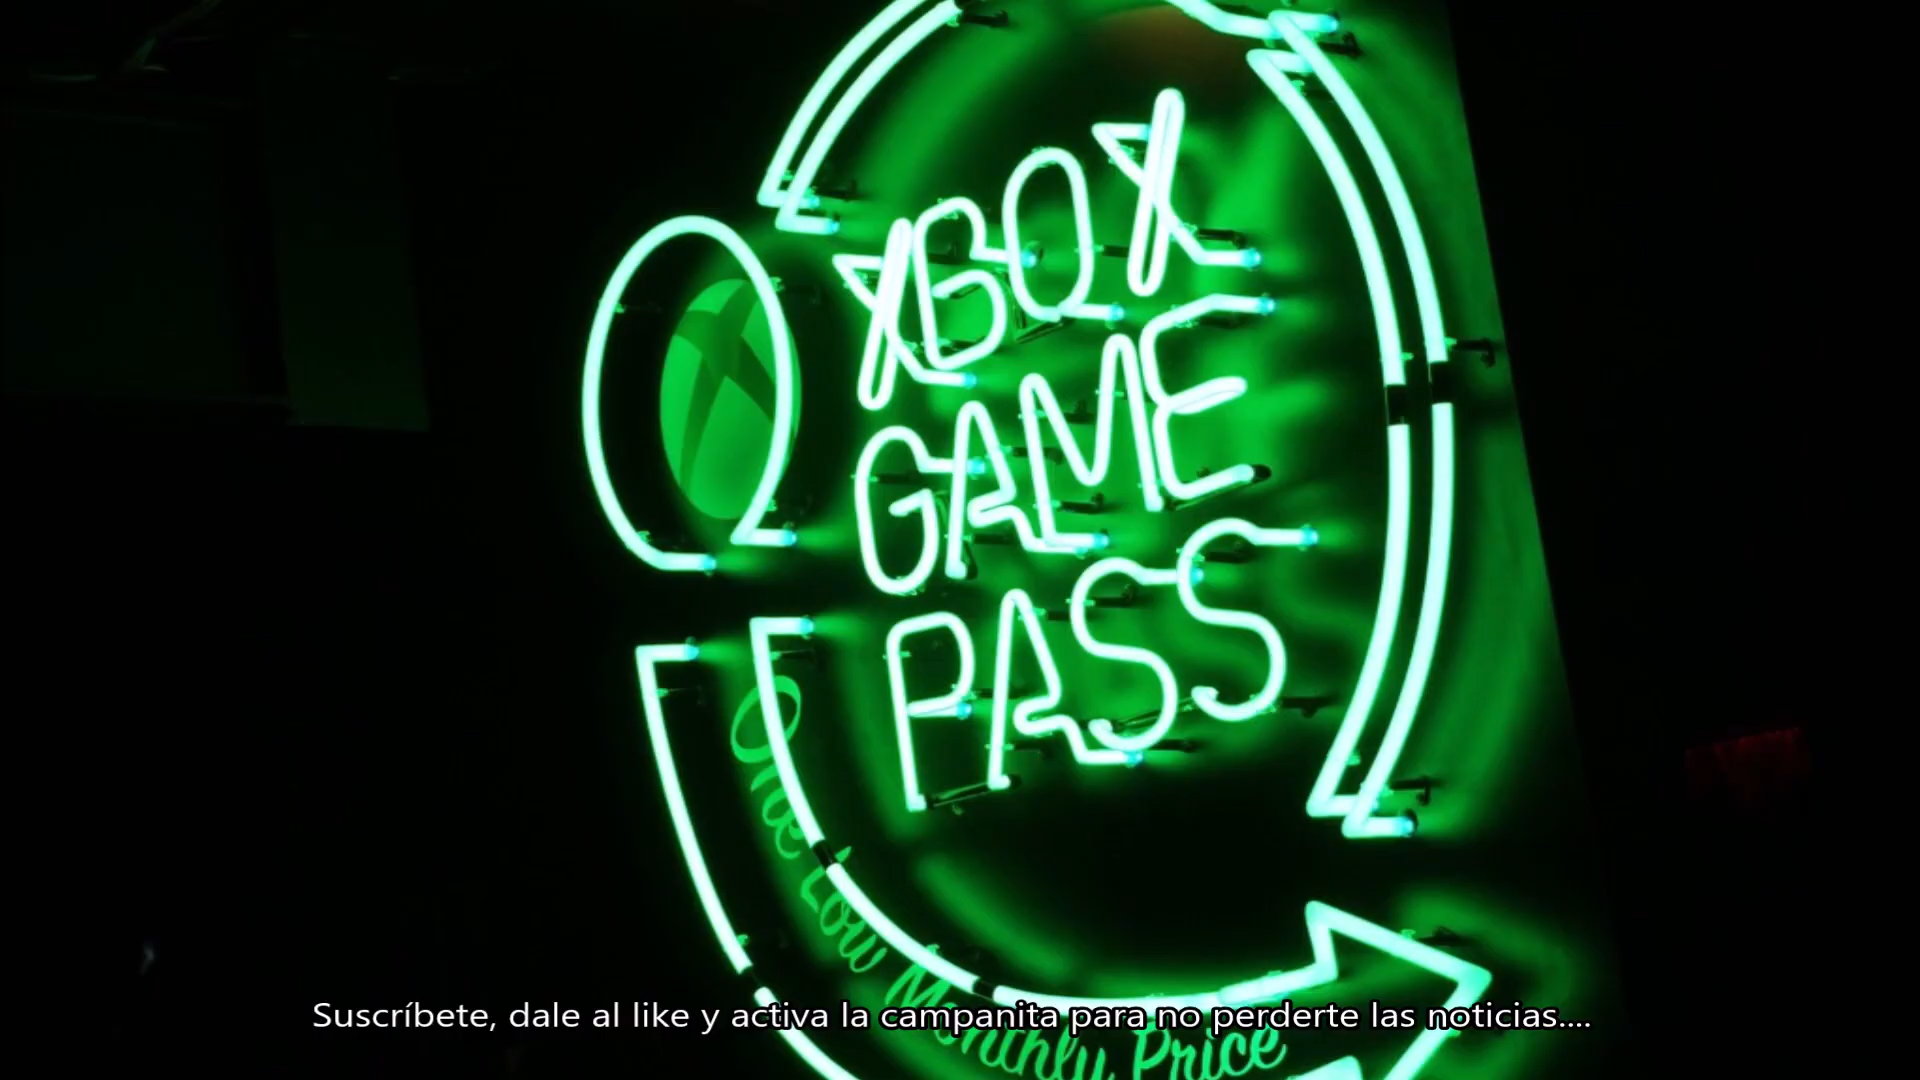 XBOX
GAME
PASS
One Low Monthly Price
Suscríbete, dale al like y activa la campanita para no perderte las noticias....